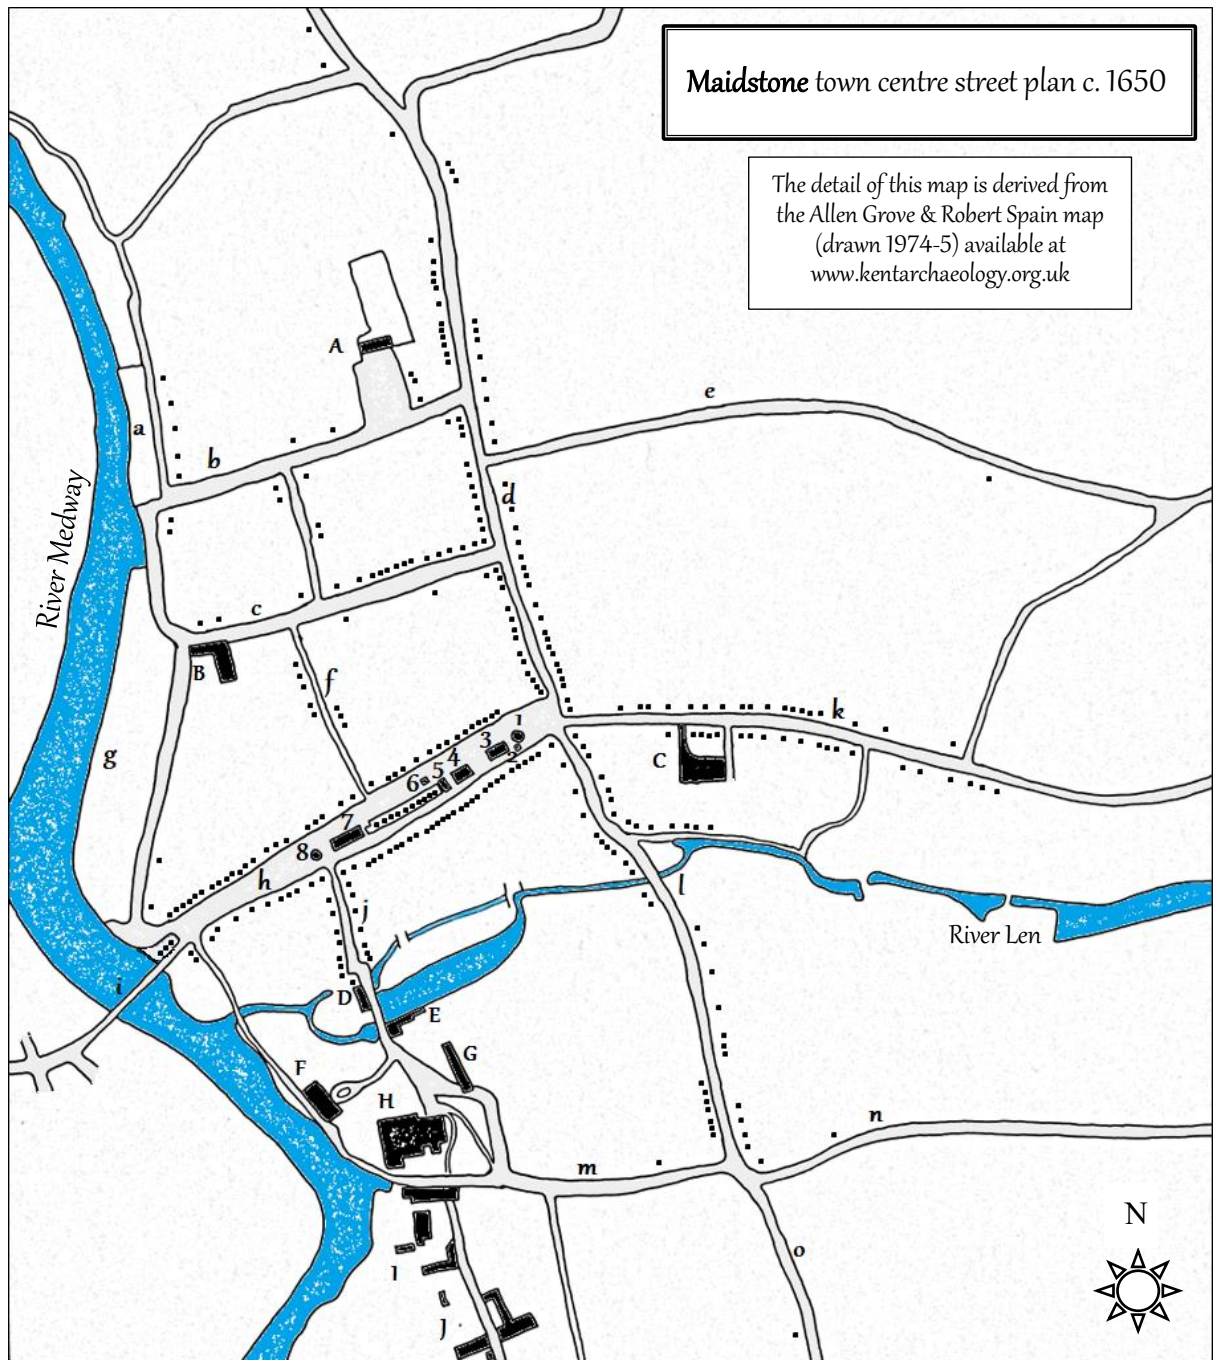 Maidstone town centre street plan c. 1650
The detail of this map is derived from
the Allen Grove & Robert Spain map
(drawn 1974-5) available at
www.kentarchaeology.org.uk
A
e
a
b
River Medway
d
c
B
f
k
1
3
2
C
4
g
5
6
7
8
h
l
j
River Len
i
D
E
G
F
H
n
m
N
o
I
J